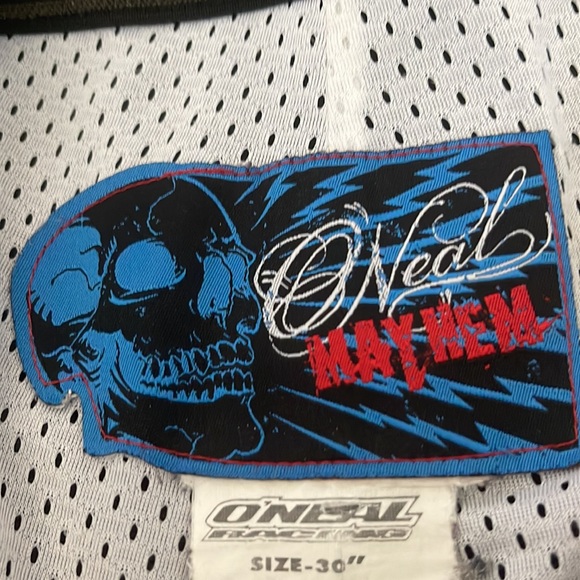 O'Neal
MAYHEM
O'NEAL
RACING
SIZE-30"